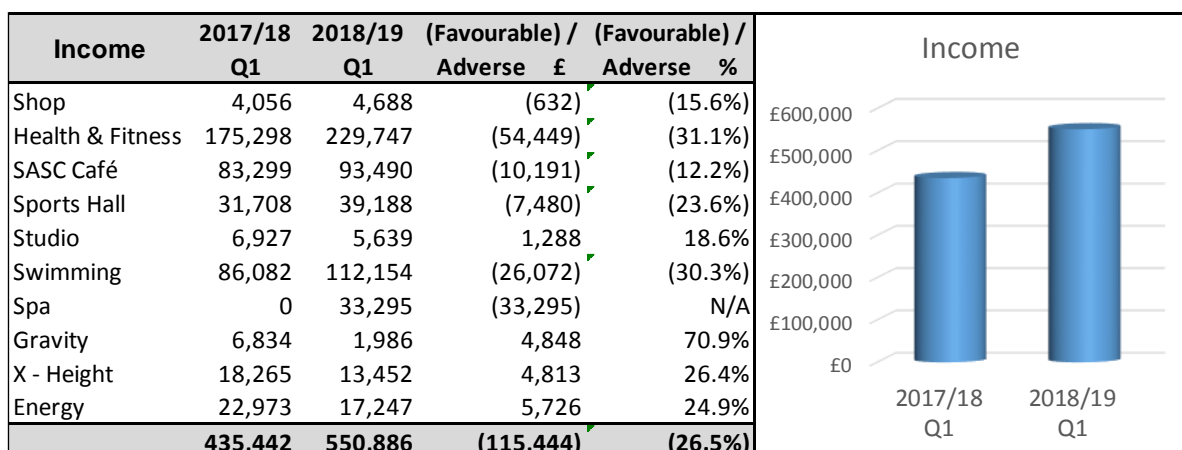 Income 2017/18 Q1 2018/19 Q1 (Favourable) / Adverse £ (Favourable) / Adverse %
Shop 4,056 4,688 (632) (15.6%)
Health & Fitness 175,298 229,747 (54,449) (31.1%)
SASC Café 83,299 93,490 (10,191) (12.2%)
Sports Hall 31,708 39,188 (7,480) (23.6%)
Studio 6,927 5,639 1,288 18.6%
Swimming 86,082 112,154 (26,072) (30.3%)
Spa 0 33,295 (33,295) N/A
Gravity 6,834 1,986 4,848 70.9%
X - Height 18,265 13,452 4,813 26.4%
Energy 22,973 17,247 5,726 24.9%
435,442 550,886 (115,444) (26.5%)
Income
£600,000
£500,000
£400,000
£300,000
£200,000
£100,000
£0
2017/18 2018/19
Q1 Q1